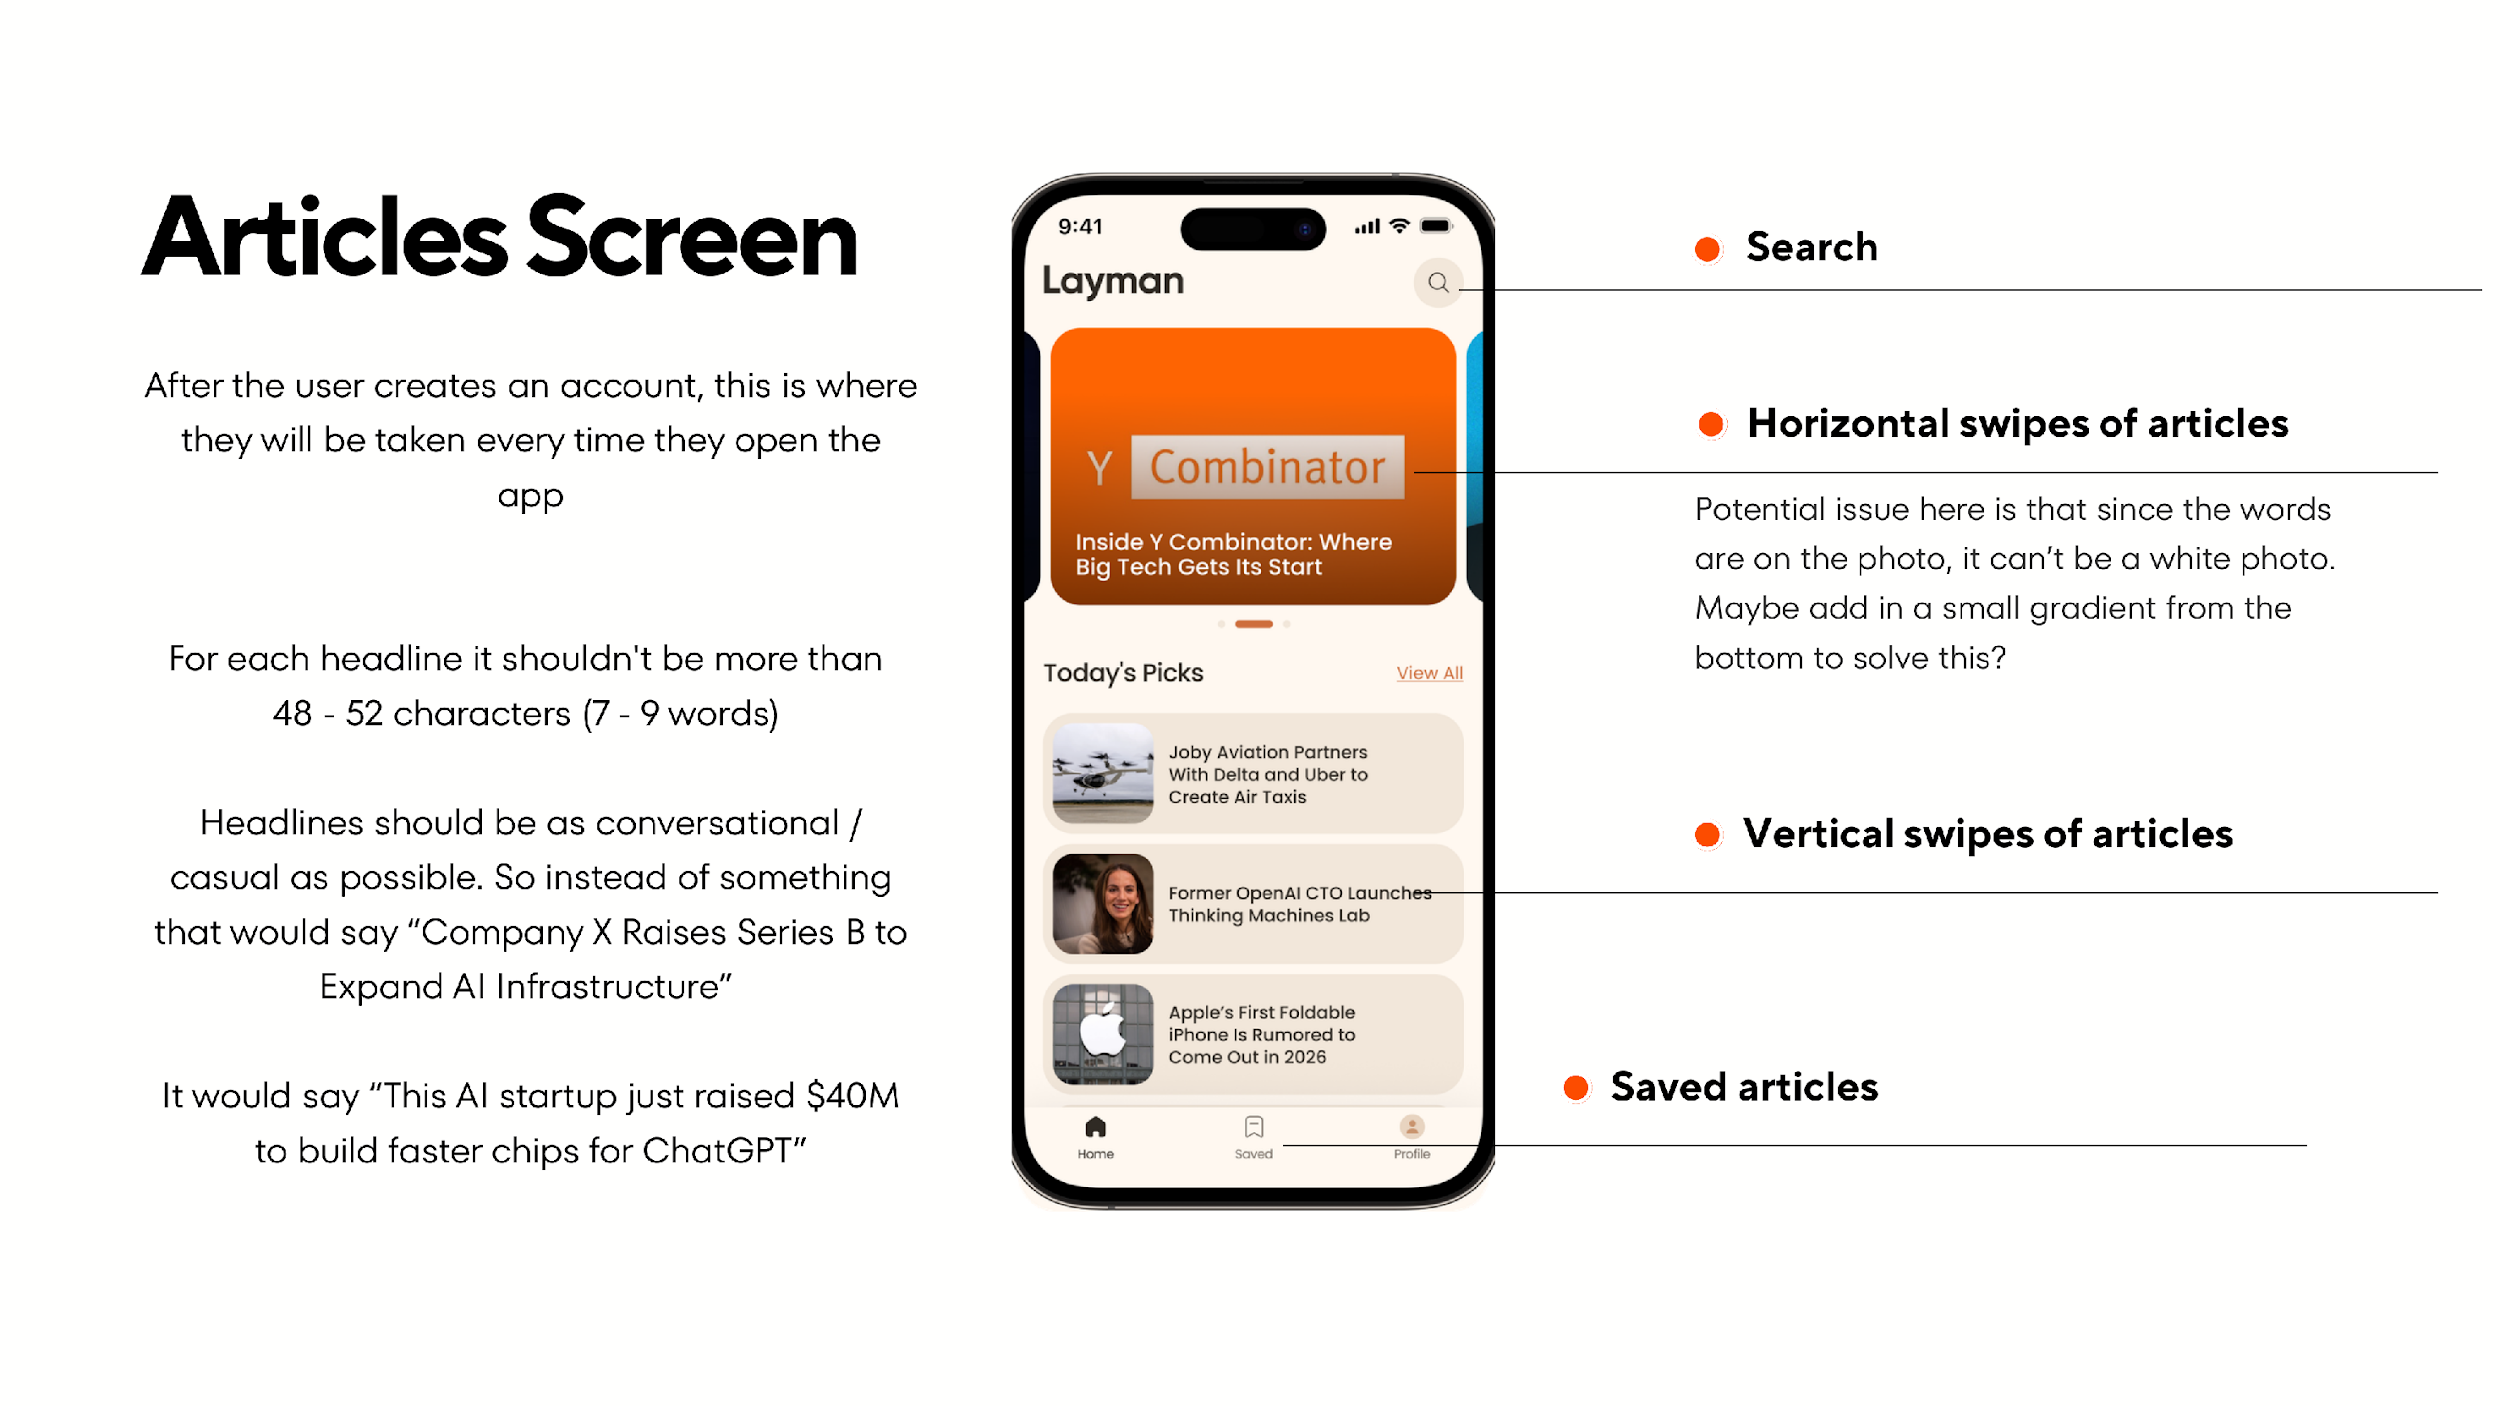 Articles Screen
After the user creates an account, this is where
they will be taken every time they open the
app
For each headline it shouldn't be more than
48 - 52 characters (7 - 9 words)
Headlines should be as conversational /
casual as possible. So instead of something
that would say “Company X Raises Series B to
Expand AI Infrastructure”
It would say “This AI startup just raised $40M
to build faster chips for ChatGPT”
9:41
Layman
Y Combinator
Inside Y Combinator: Where
Big Tech Gets Its Start
Today's Picks
View All
Joby Aviation Partners
With Delta and Uber to
Create Air Taxis
Former OpenAI CTO Launches
Thinking Machines Lab
Apple’s First Foldable
iPhone Is Rumored to
Come Out in 2026
Home
Saved
Profile
Search
Horizontal swipes of articles
Potential issue here is that since the words
are on the photo, it can’t be a white photo.
Maybe add in a small gradient from the
bottom to solve this?
Vertical swipes of articles
Saved articles